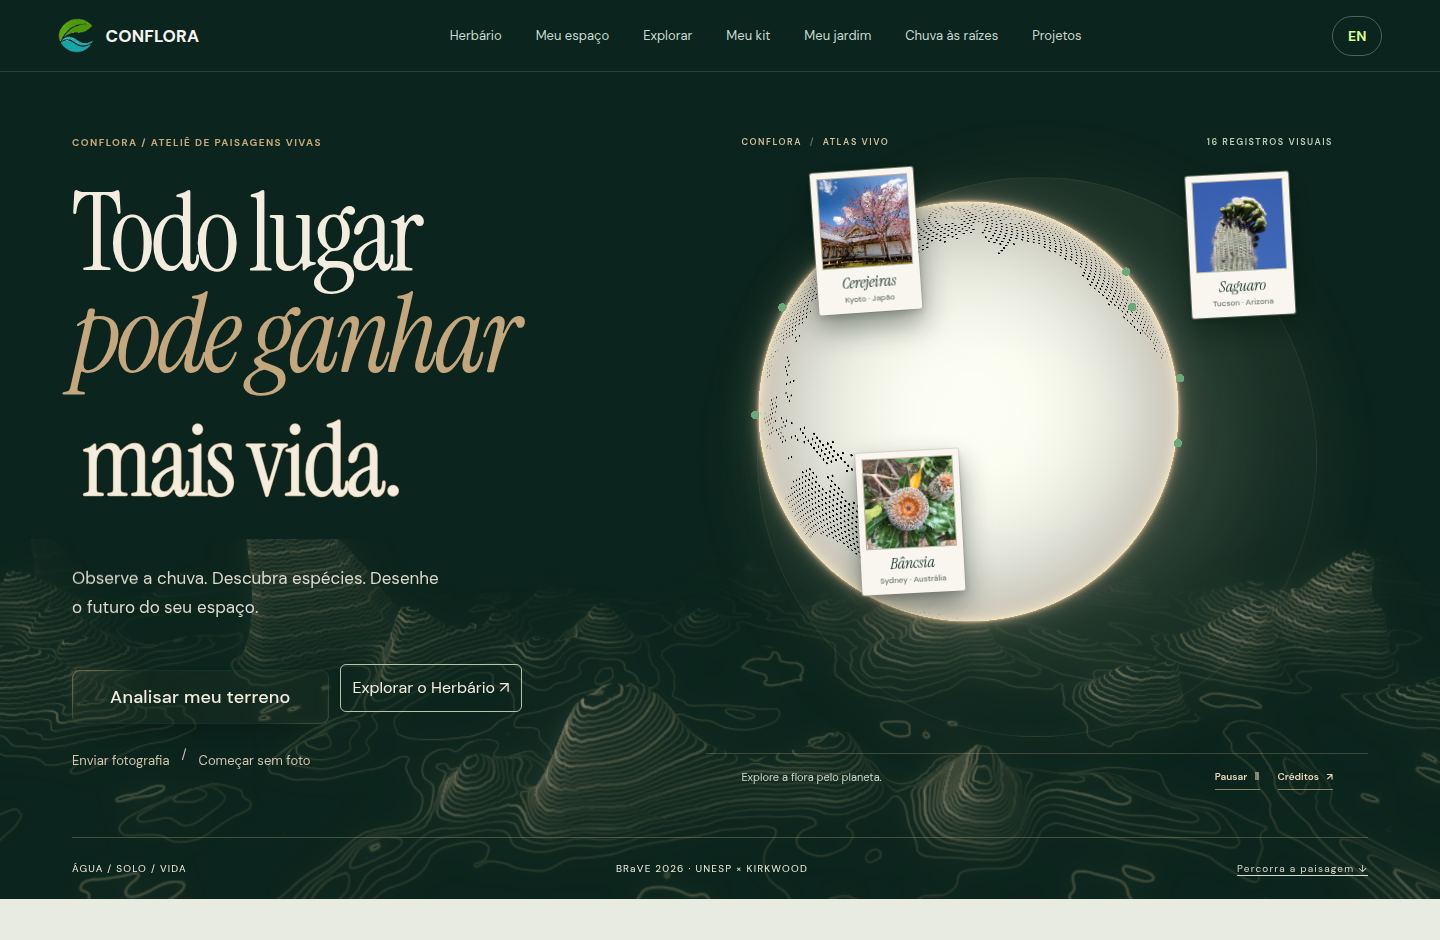 CONFLORA
Herbário
Meu espaço
Explorar
Meu kit
Meu jardim
Chuva às raízes
Projetos
EN
CONFLORA / ATELIÊ DE PAISAGENS VIVAS
Todo lugar
pode ganhar
mais vida.
Observe a chuva. Descubra espécies. Desenhe
o futuro do seu espaço.
Analisar meu terreno
Explorar o Herbário ↗
Enviar fotografia / Começar sem foto
CONFLORA / ATLAS VIVO
16 REGISTROS VISUAIS
Cerejeiras
Kyoto · Japão
Saguaro
Tucson · Arizona
Bâncsia
Sydney · Austrália
Explore a flora pelo planeta.
Pausar Ⅱ
Créditos ↗
ÁGUA / SOLO / VIDA
BRaVE 2026 · UNESP × KIRKWOOD
Percorra a paisagem ↓